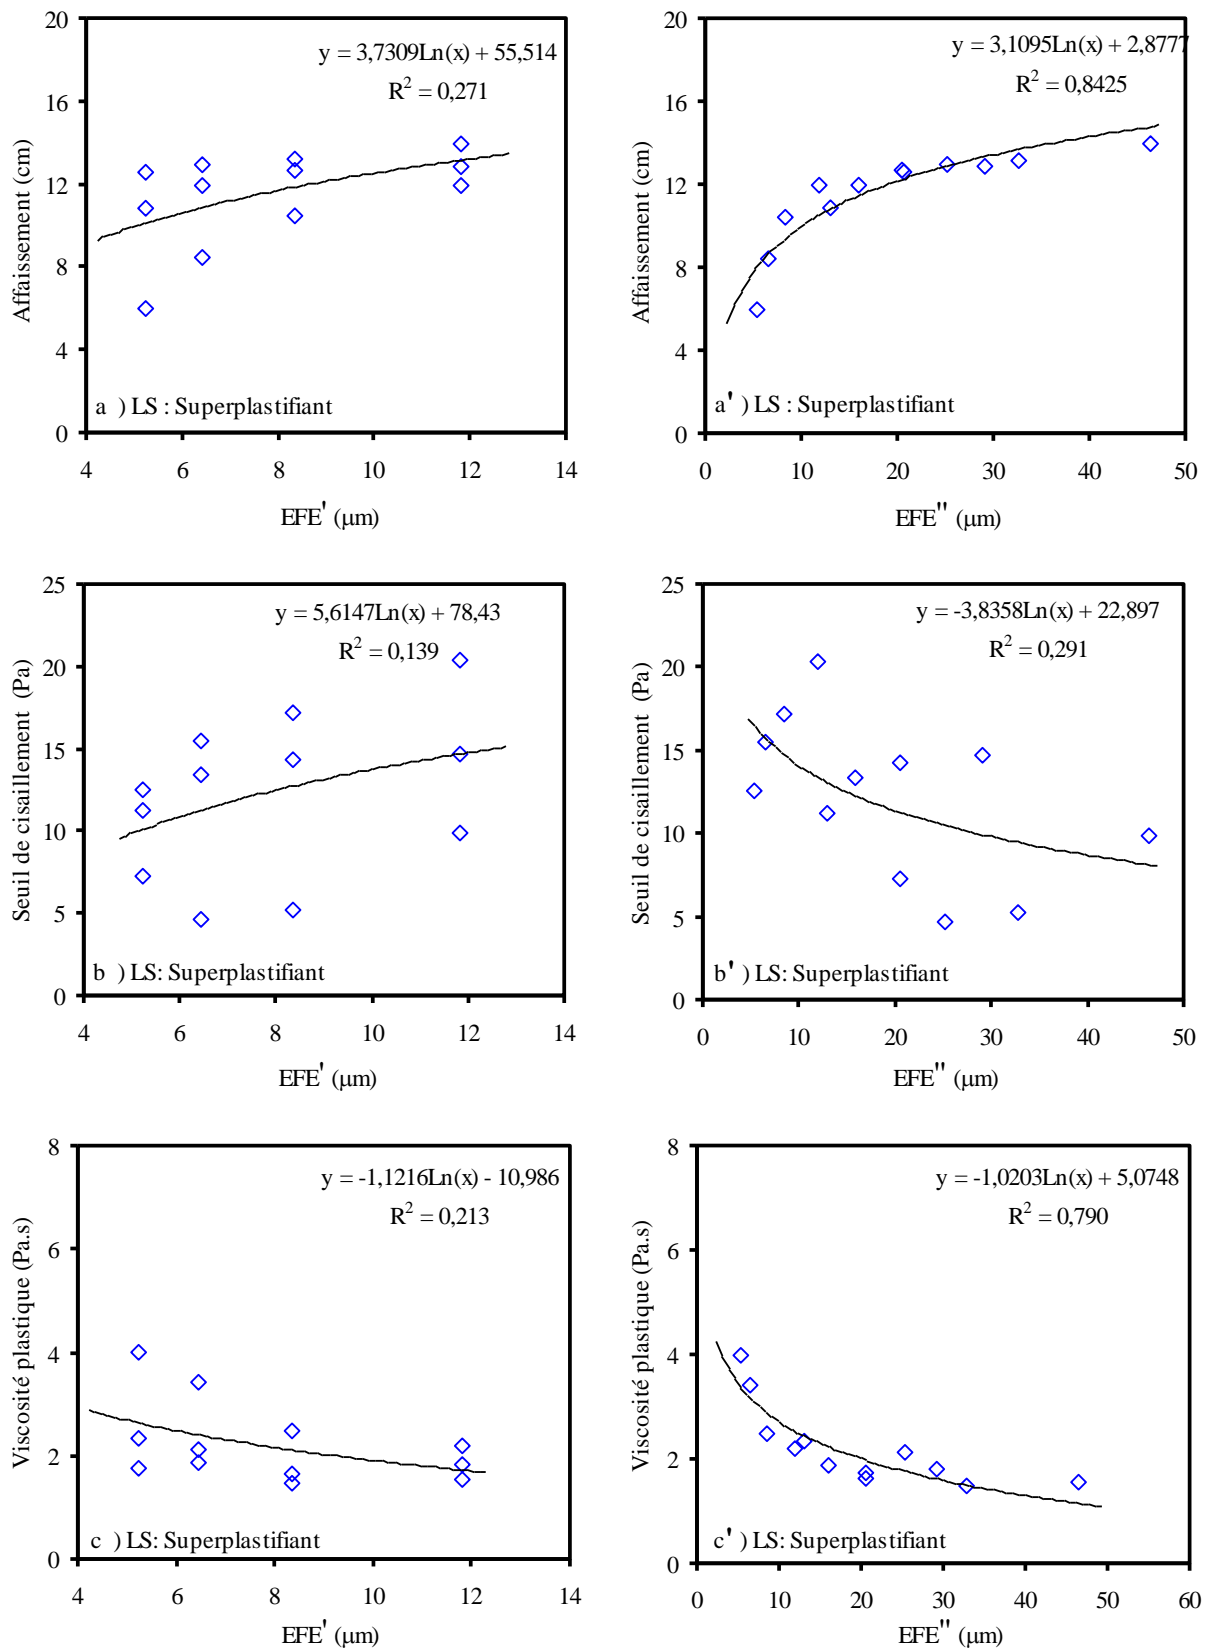 20
16
12
8
4
0
Affaissement (cm)
y = 3,7309Ln(x) + 55,514
R² = 0,271
a ) LS : Superplastifiant
4 6 8 10 12 14
EFE' (μm)
20
16
12
8
4
0
Affaissement (cm)
y = 3,1095Ln(x) + 2,8777
R² = 0,8425
a' ) LS : Superplastifiant
0 10 20 30 40 50
EFE'' (μm)
25
20
15
10
5
0
Seuil de cisaillement (Pa)
y = 5,6147Ln(x) + 78,43
R² = 0,139
b ) LS: Superplastifiant
4 6 8 10 12 14
EFE' (μm)
25
20
15
10
5
0
Seuil de cisaillement (Pa)
y = -3,8358Ln(x) + 22,897
R² = 0,291
b' ) LS: Superplastifiant
0 10 20 30 40 50
EFE'' (μm)
8
6
4
2
0
Viscosité plastique (Pa.s)
y = -1,1216Ln(x) - 10,986
R² = 0,213
c ) LS: Superplastifiant
4 6 8 10 12 14
EFE' (μm)
8
6
4
2
0
Viscosité plastique (Pa.s)
y = -1,0203Ln(x) + 5,0748
R² = 0,790
c' ) LS: Superplastifiant
0 10 20 30 40 50 60
EFE'' (μm)